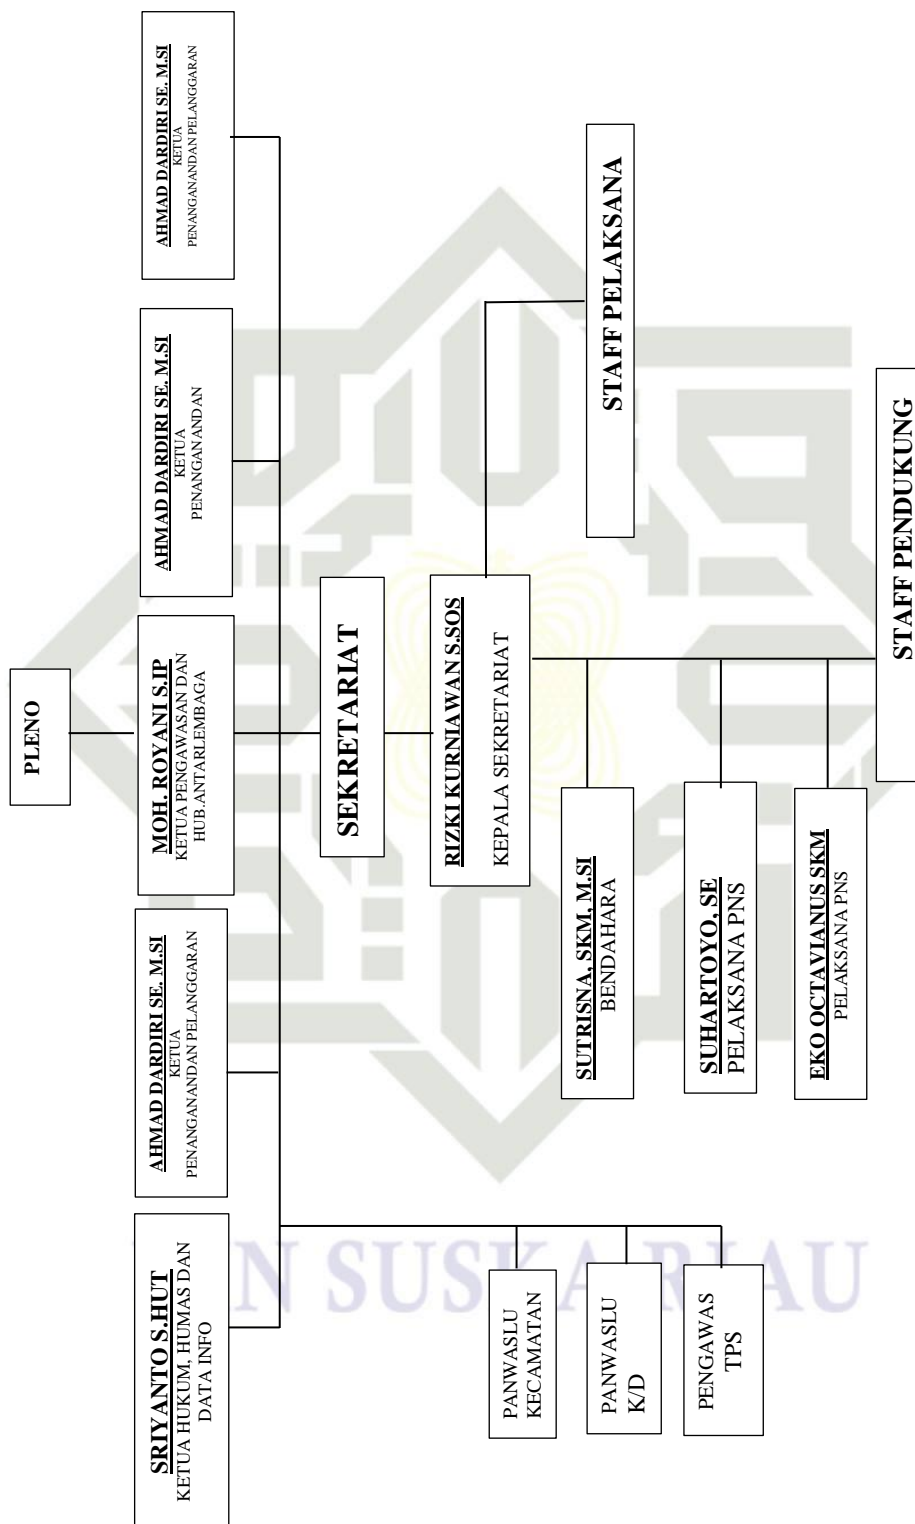 PLENO
SRIYANTO S.HUT
KETUA HUKUM, HUMAS DAN
DATA INFO
AHMAD DARDIRI SE. M.SI
KETUA
PENANGANANDAN PELANGGARAN
MOH. ROYANI S.IP
KETUA PENGAWASAN DAN
HUB.ANTARLEMBAGA
AHMAD DARDIRI SE. M.SI
KETUA
PENANGANANDAN
AHMAD DARDIRI SE. M.SI
KETUA
PENANGANANDAN PELANGGARAN
SEKRETARIAT
RIZKI KURNIAWAN S.SOS
KEPALA SEKRETARIAT
PANWASLU
KECAMATAN
PANWASLU
K/D
PENGAWAS
TPS
SUTRISNA, SKM, M.SI
BENDAHARA
SUHARTOYO, SE
PELAKSANA PNS
EKO OCTAVIANUS SKM
PELAKSANA PNS
STAFF PELAKSANA
STAFF PENDUKUNG
N SUSKA RIAU